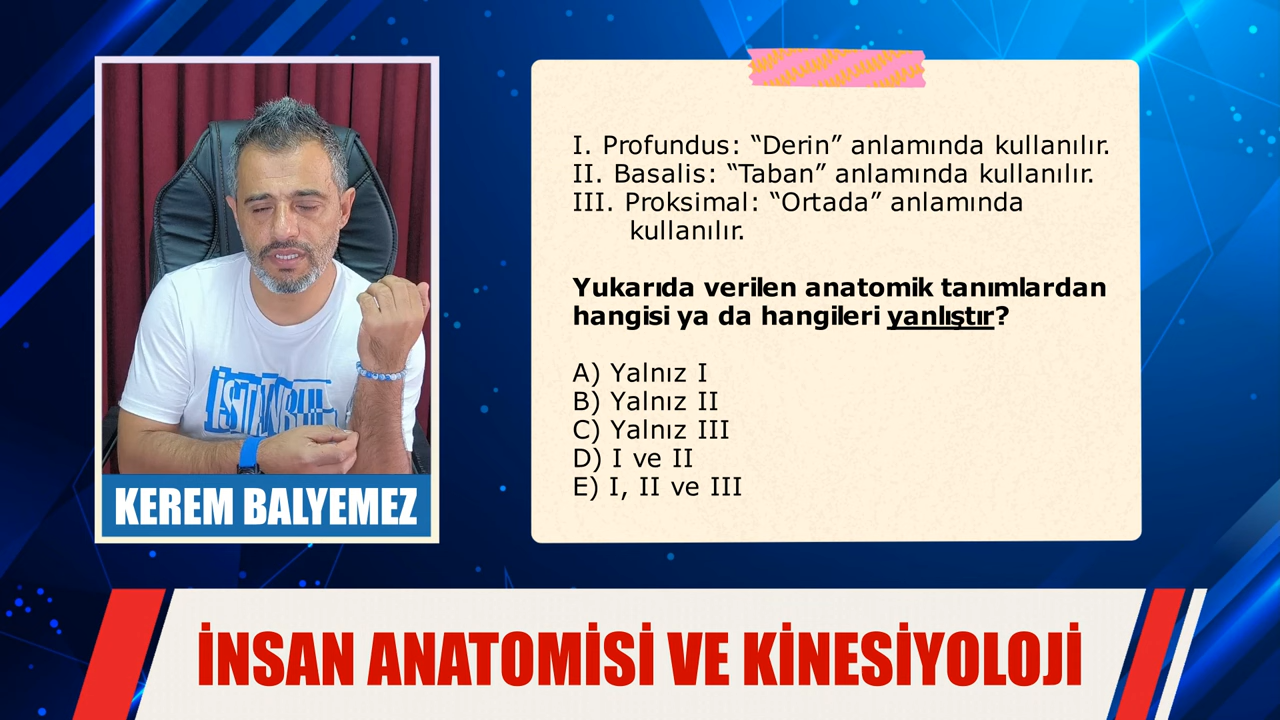 İSTANBUL
KEREM BALYEMEZ
I. Profundus: “Derin” anlamında kullanılır.
II. Basalis: “Taban” anlamında kullanılır.
III. Proksimal: “Ortada” anlamında
kullanılır.
Yukarıda verilen anatomik tanımlardan
hangisi ya da hangileri yanlıştır?
A) Yalnız I
B) Yalnız II
C) Yalnız III
D) I ve II
E) I, II ve III
İNSAN ANATOMİSİ VE KİNESİYOLOJİ